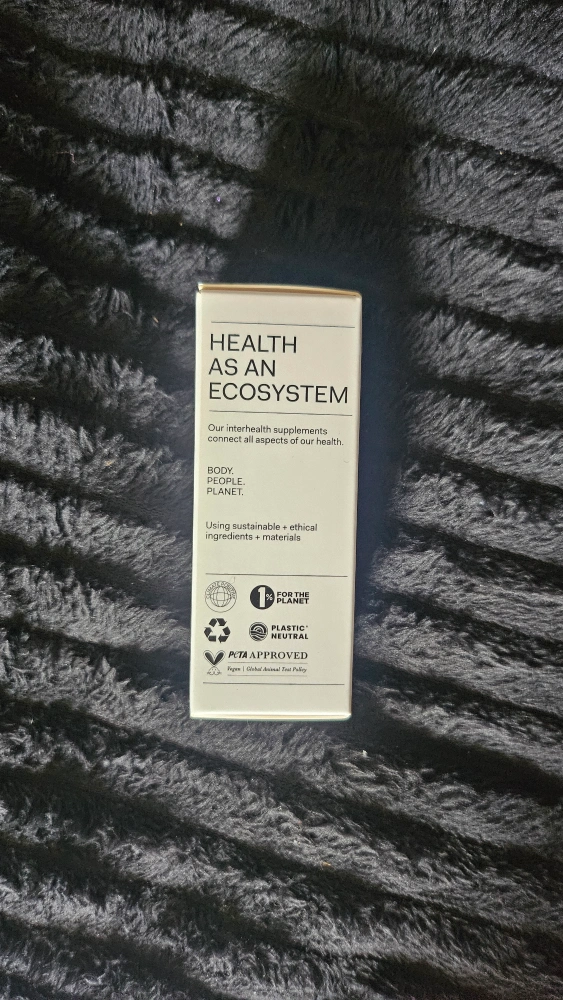 HEALTH
AS AN
ECOSYSTEM
Our interhealth supplements
connect all aspects of our health.
BODY.
PEOPLE.
PLANET.
Using sustainable + ethical
ingredients + materials
1% FOR THE
PLANET
PLASTIC
NEUTRAL
PeTA APPROVED
Vegan | Global Animal Test Policy